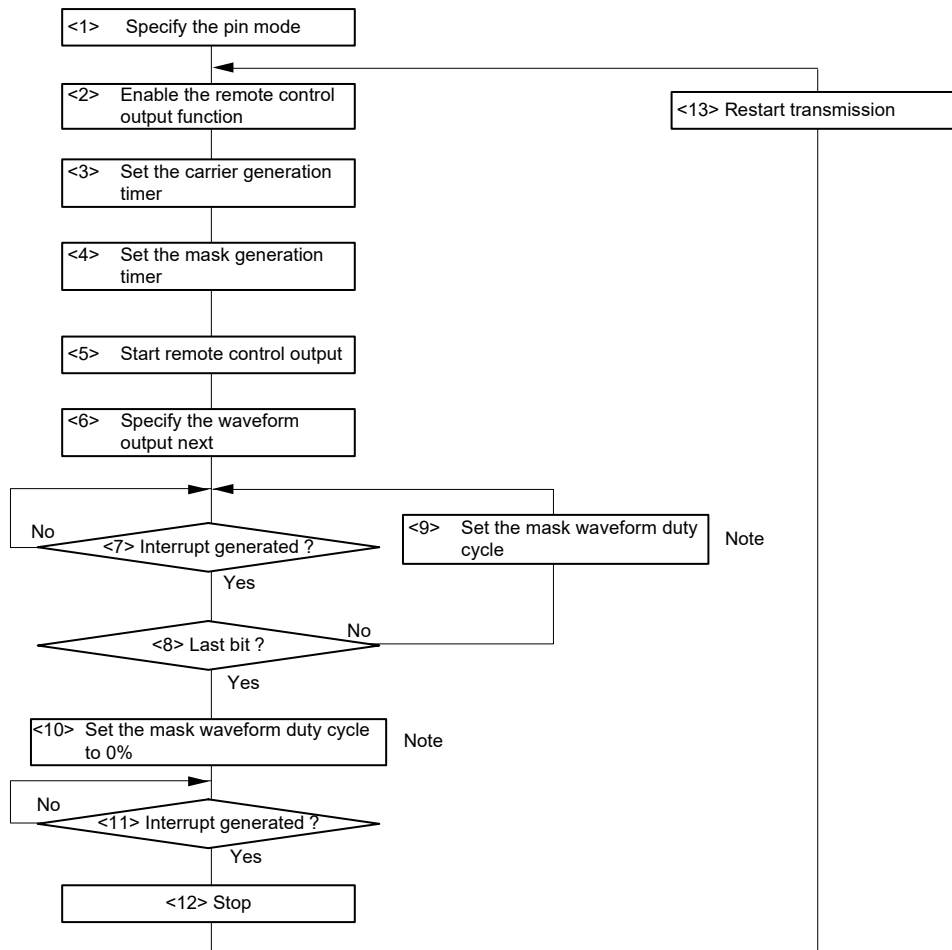 <1> Specify the pin mode
<2> Enable the remote control
output function
<13> Restart transmission
<3> Set the carrier generation
timer
<4> Set the mask generation
timer
<5> Start remote control output
<6> Specify the waveform
output next
No
<7> Interrupt generated ?
Yes
<9> Set the mask waveform duty
cycle
Note
<8> Last bit ?
No
Yes
<10> Set the mask waveform duty cycle
to 0%
Note
No
<11> Interrupt generated ?
Yes
<12> Stop